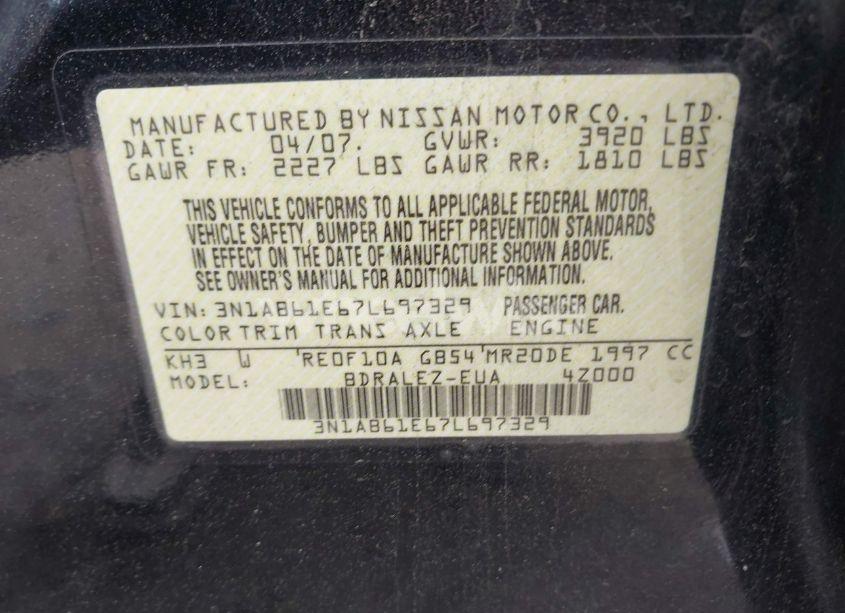 MANUFACTURED BY NISSAN MOTOR CO., LTD.
DATE: 04/07. GVWR: 3920 LBS
GAWR FR: 2227 LBS GAWR RR: 1810 LBS
THIS VEHICLE CONFORMS TO ALL APPLICABLE FEDERAL MOTOR,
VEHICLE SAFETY, BUMPER AND THEFT PREVENTION STANDARDS
IN EFFECT ON THE DATE OF MANUFACTURE SHOWN ABOVE.
SEE OWNER'S MANUAL FOR ADDITIONAL INFORMATION.
VIN: 3N1AB61E67L697329 PASSENGER CAR.
COLOR TRIM TRANS AXLE ENGINE
KH3 W RE0F10A GB54 MR20DE 1997 CC
MODEL: BDRALEZ-EUA 4Z000
3N1AB61E67L697329